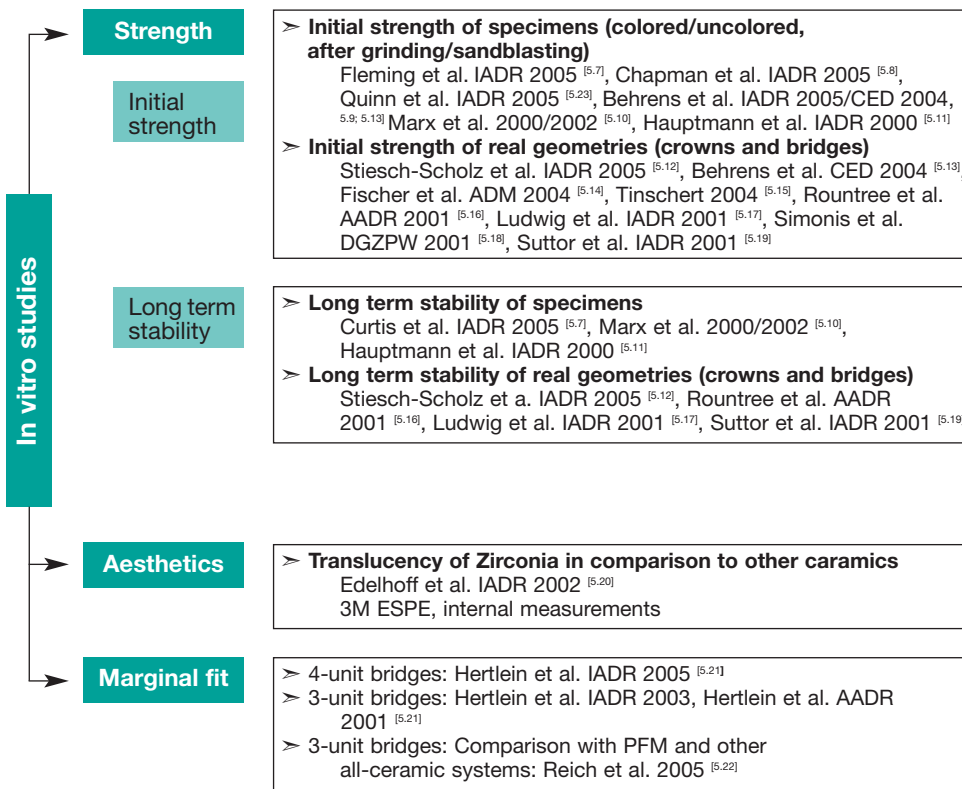 In vitro studies
Strength
Initial
strength
➣ Initial strength of specimens (colored/uncolored,
after grinding/sandblasting)
Fleming et al. IADR 2005 [5.7], Chapman et al. IADR 2005 [5.8],
Quinn et al. IADR 2005 [5.23], Behrens et al. IADR 2005/CED 2004,
5.9; 5.13] Marx et al. 2000/2002 [5.10], Hauptmann et al. IADR 2000 [5.11]
➣ Initial strength of real geometries (crowns and bridges)
Stiesch-Scholz et al. IADR 2005 [5.12], Behrens et al. CED 2004 [5.13],
Fischer et al. ADM 2004 [5.14], Tinschert 2004 [5.15], Rountree et al.
AADR 2001 [5.16], Ludwig et al. IADR 2001 [5.17], Simonis et al.
DGZPW 2001 [5.18], Suttor et al. IADR 2001 [5.19]
Long term
stability
➣ Long term stability of specimens
Curtis et al. IADR 2005 [5.7], Marx et al. 2000/2002 [5.10],
Hauptmann et al. IADR 2000 [5.11]
➣ Long term stability of real geometries (crowns and bridges)
Stiesch-Scholz et a. IADR 2005 [5.12], Rountree et al. AADR
2001 [5.16], Ludwig et al. IADR 2001 [5.17], Suttor et al. IADR 2001 [5.19]
Aesthetics
➣ Translucency of Zirconia in comparison to other caramics
Edelhoff et al. IADR 2002 [5.20]
3M ESPE, internal measurements
Marginal fit
➣ 4-unit bridges: Hertlein et al. IADR 2005 [5.21]
➣ 3-unit bridges: Hertlein et al. IADR 2003, Hertlein et al. AADR
2001 [5.21]
➣ 3-unit bridges: Comparison with PFM and other
all-ceramic systems: Reich et al. 2005 [5.22]